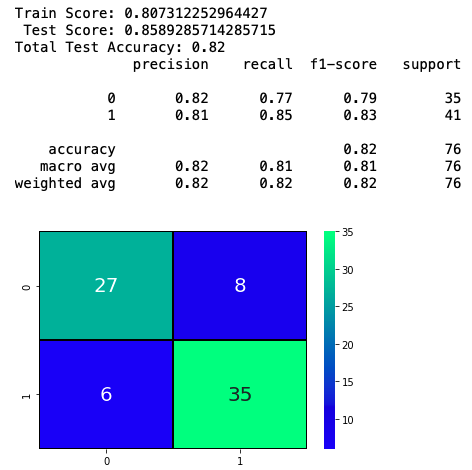 Train Score: 0.807312252964427
Test Score: 0.8589285714285715
Total Test Accuracy: 0.82
precision recall f1-score support
0 0.82 0.77 0.79 35
1 0.81 0.85 0.83 41
accuracy 0.82 76
macro avg 0.82 0.81 0.81 76
weighted avg 0.82 0.82 0.82 76
35
0 27 8
30
25
20
1 6 35
15
10
0 1